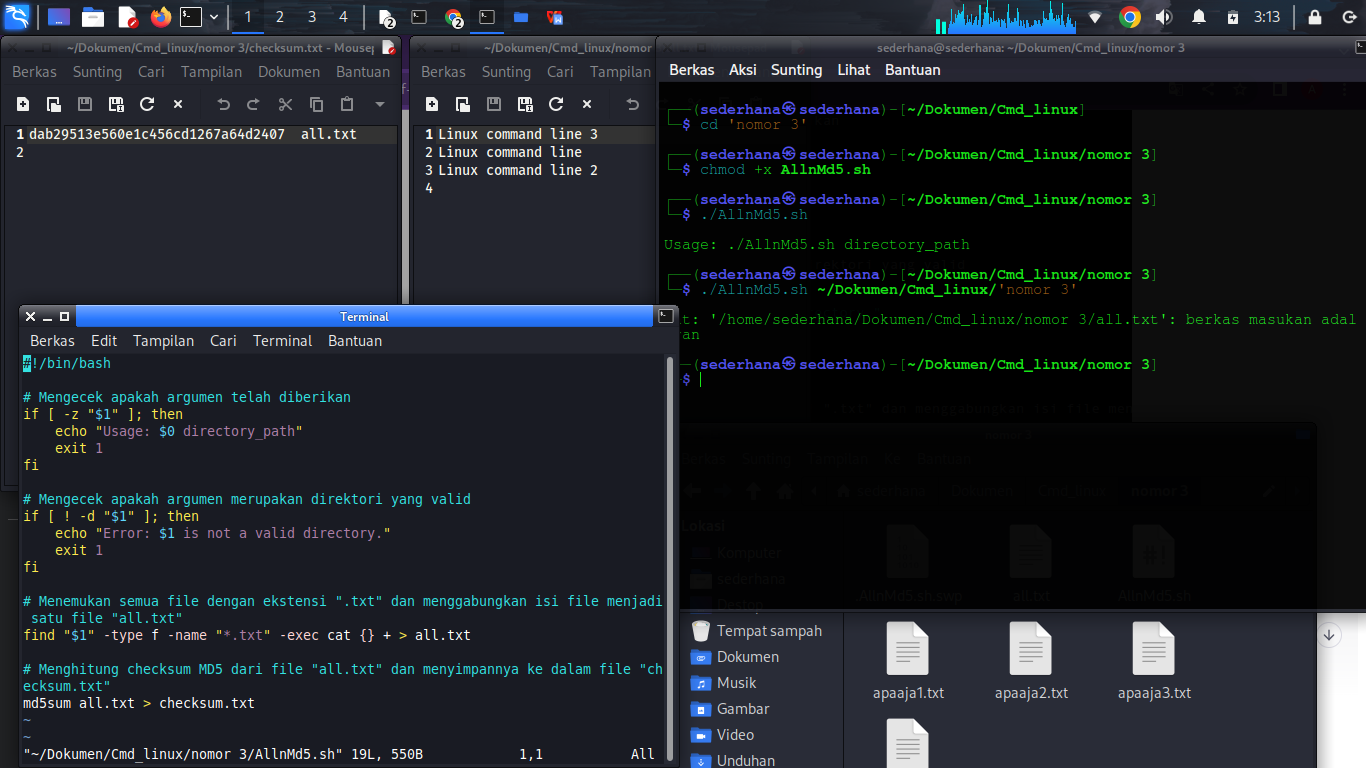 1 2 3 4
2
2
3:13
~/Dokumen/Cmd_linux/nomor 3/checksum.txt - Mousep
Berkas Sunting Cari Tampilan Dokumen Bantuan
1 dab29513e560e1c456cd1267a64d2407  all.txt
2
~/Dokumen/Cmd_linux/nomor
Berkas Sunting Cari Tampilan
1 Linux command line 3
2 Linux command line
3 Linux command line 2
4
sederhana@sederhana: ~/Dokumen/Cmd_linux/nomor 3
Berkas Aksi Sunting Lihat Bantuan
(sederhana㉿sederhana)-[~/Dokumen/Cmd_linux]
$ cd 'nomor 3'
(sederhana㉿sederhana)-[~/Dokumen/Cmd_linux/nomor 3]
$ chmod +x AllnMd5.sh
(sederhana㉿sederhana)-[~/Dokumen/Cmd_linux/nomor 3]
$ ./AllnMd5.sh
Usage: ./AllnMd5.sh directory_path
(sederhana㉿sederhana)-[~/Dokumen/Cmd_linux/nomor 3]
$ ./AllnMd5.sh ~/Dokumen/Cmd_linux/'nomor 3'
t: '/home/sederhana/Dokumen/Cmd_linux/nomor 3/all.txt': berkas masukan adal
an
(sederhana㉿sederhana)-[~/Dokumen/Cmd_linux/nomor 3]
$
Terminal
Berkas Edit Tampilan Cari Terminal Bantuan
#!/bin/bash
# Mengecek apakah argumen telah diberikan
if [ -z "$1" ]; then
    echo "Usage: $0 directory_path"
    exit 1
fi
# Mengecek apakah argumen merupakan direktori yang valid
if [ ! -d "$1" ]; then
    echo "Error: $1 is not a valid directory."
    exit 1
fi
# Menemukan semua file dengan ekstensi ".txt" dan menggabungkan isi file menjadi
 satu file "all.txt"
find "$1" -type f -name "*.txt" -exec cat {} + > all.txt
# Menghitung checksum MD5 dari file "all.txt" dan menyimpannya ke dalam file "ch
ecksum.txt"
md5sum all.txt > checksum.txt
~
~
"~/Dokumen/Cmd_linux/nomor 3/AllnMd5.sh" 19L, 550B 1,1 All
Lokasi
Komputer
sederhana
Tempat sampah
Dokumen
Musik
Gambar
Video
Unduhan
nomor 3
.AllnMd5.sh.swp all.txt AllnMd5.sh
apaaja1.txt apaaja2.txt apaaja3.txt